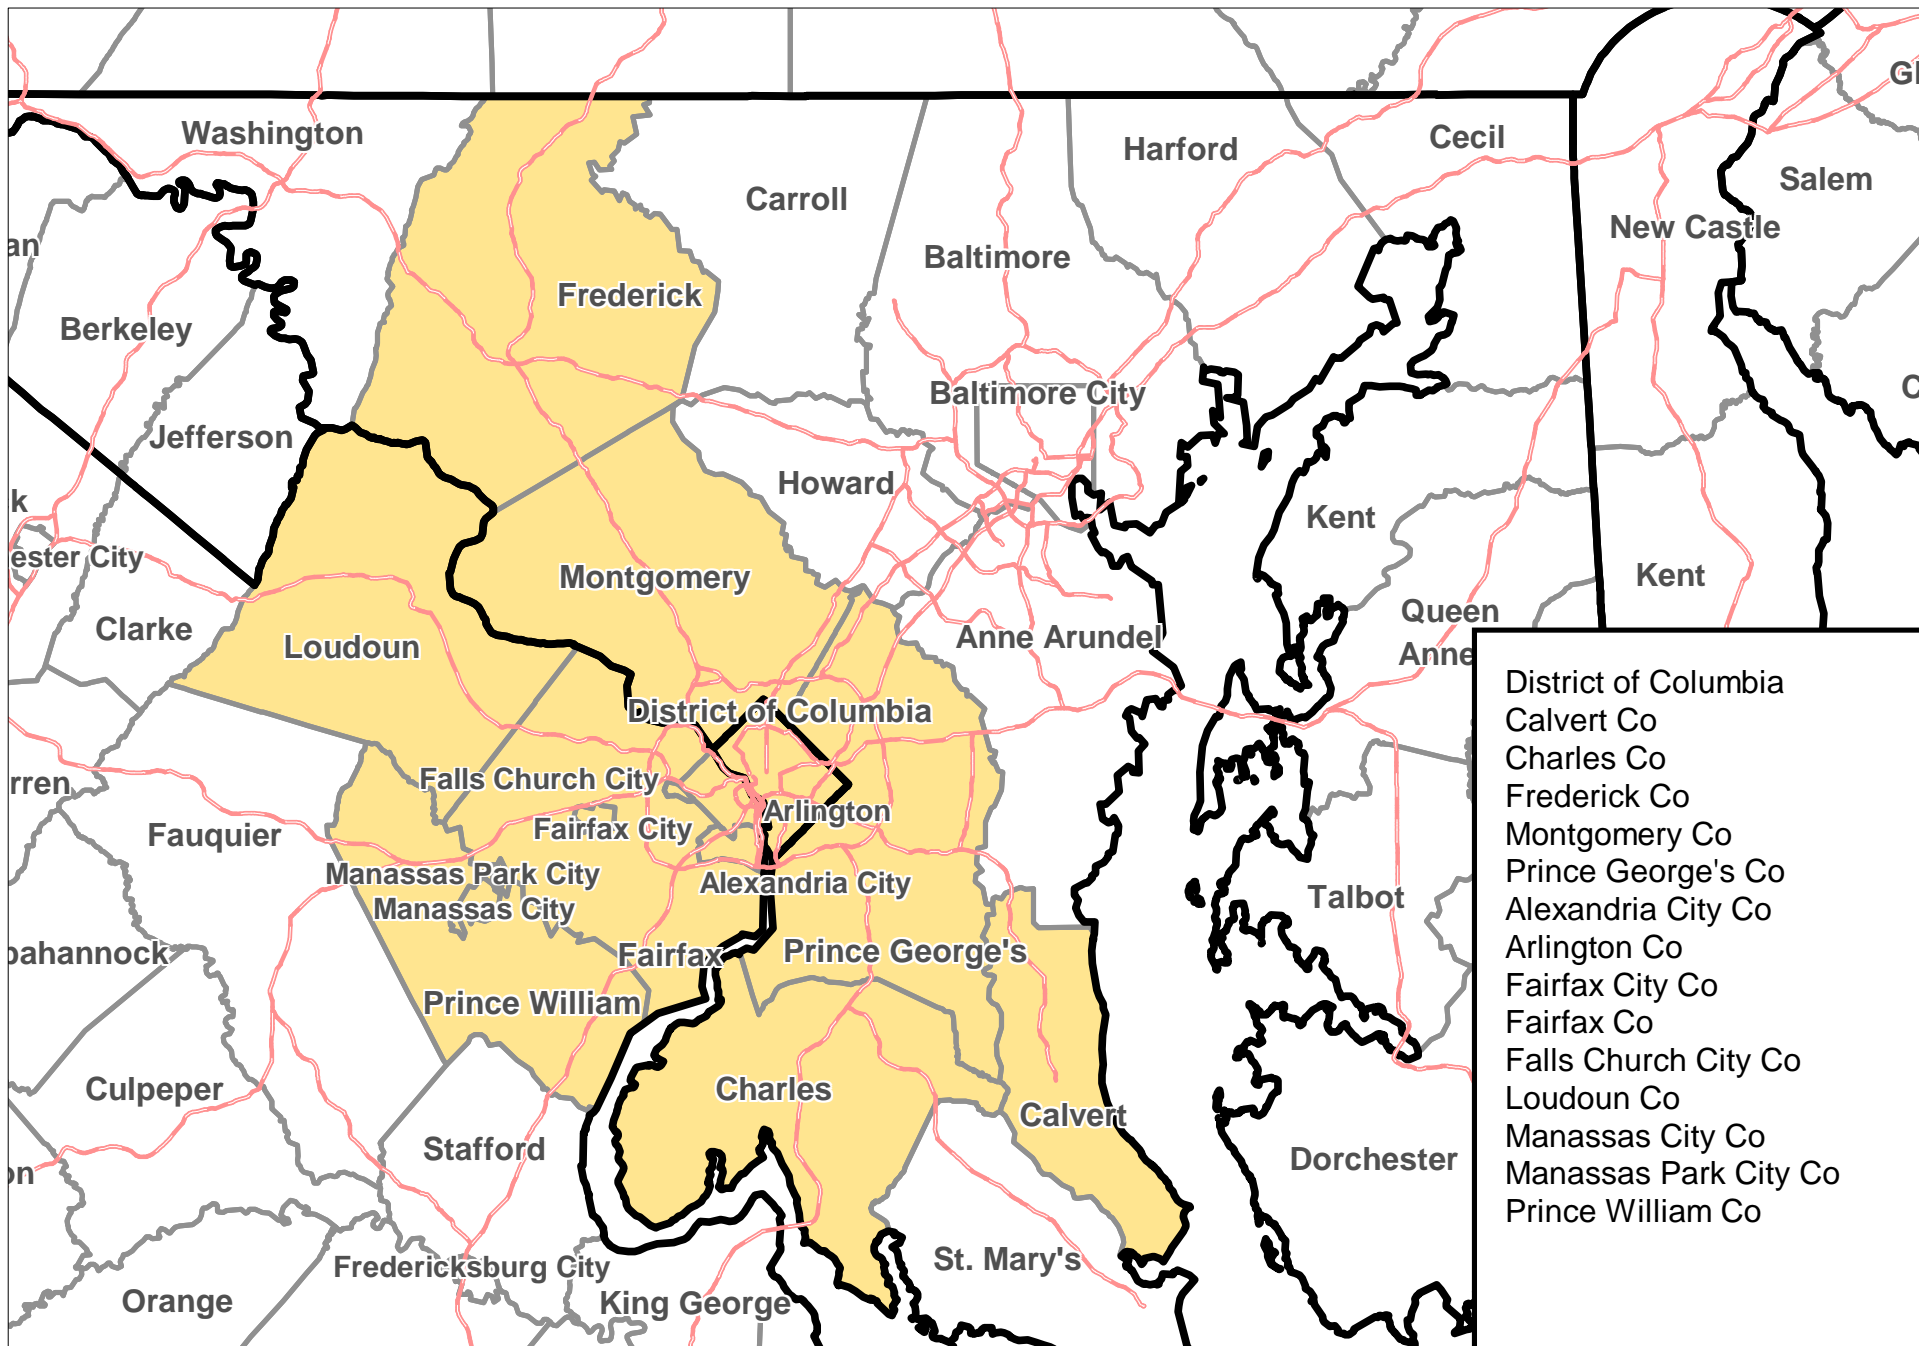 Washington
Harford
Cecil
Carroll
Salem
New Castle
Baltimore
Frederick
Berkeley
Baltimore City
Jefferson
Howard
Kent
ester City
Montgomery
Kent
Clarke
Loudoun
Anne Arundel
Queen
Anne
District of Columbia
Falls Church City
Arlington
Fairfax City
Fauquier
rren
Manassas Park City
Alexandria City
Manassas City
Talbot
pahannock
Fairfax
Prince George's
Prince William
Culpeper
Charles
Calvert
Stafford
Dorchester
St. Mary's
Fredericksburg City
Orange
King George
District of Columbia
Calvert Co
Charles Co
Frederick Co
Montgomery Co
Prince George's Co
Alexandria City Co
Arlington Co
Fairfax City Co
Fairfax Co
Falls Church City Co
Loudoun Co
Manassas City Co
Manassas Park City Co
Prince William Co